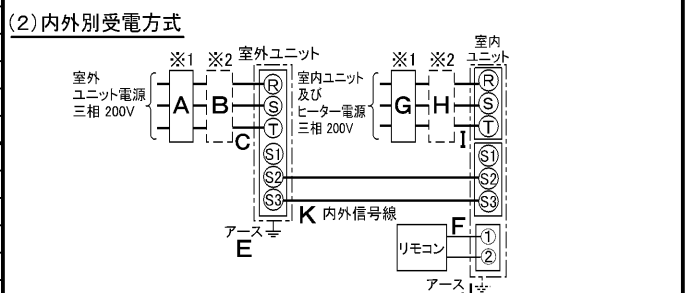 (2)内外別受電方式
※1 ※2 室外ユニット
室外
ユニット電源
三相 200V
A
B
C
R
S
T
S1
S2
S3
アース
E
K 内外信号線
※1 ※2
室内
ユニット
室内ユニット
及び
ヒーター電源
三相 200V
G
H
I
R
S
T
S1
S2
S3
F
リモコン
①
②
アース